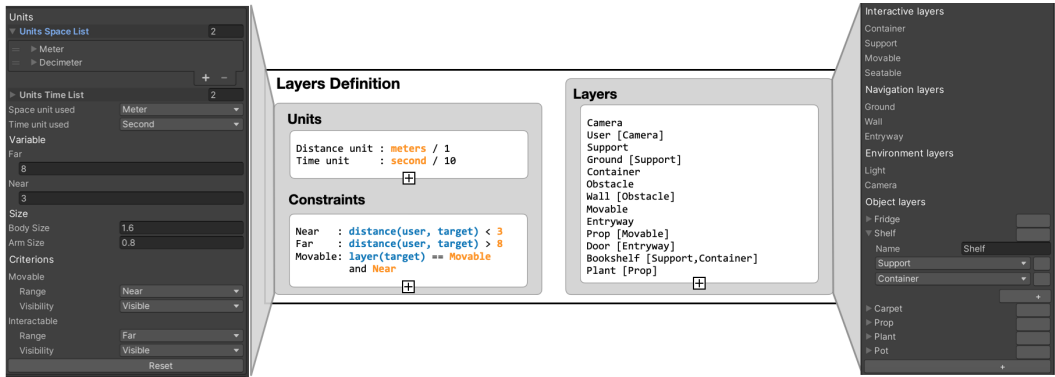 Units
Units Space List 2
Meter
Decimeter
+ -
Units Time List 2
Space unit used Meter
Time unit used Second
Variable
Far
8
Near
3
Size
Body Size 1.6
Arm Size 0.8
Criterions
Movable
Range Near
Visibility Visible
Interactable
Range Far
Visibility Visible
Reset
Layers Definition
Units
Distance unit : meters / 1
Time unit : second / 10
+
Constraints
Near : distance(user, target) < 3
Far : distance(user, target) > 8
Movable: layer(target) == Movable
and Near
+
Layers
Camera
User [Camera]
Support
Ground [Support]
Container
Obstacle
Wall [Obstacle]
Movable
Entryway
Prop [Movable]
Door [Entryway]
Bookshelf [Support,Container]
Plant [Prop]
+
Interactive layers
Container
Support
Movable
Seatable
Navigation layers
Ground
Wall
Entryway
Environment layers
Light
Camera
Object layers
Fridge
Shelf
Name Shelf
Support
Container
+
Carpet
Prop
Plant
Pot
+